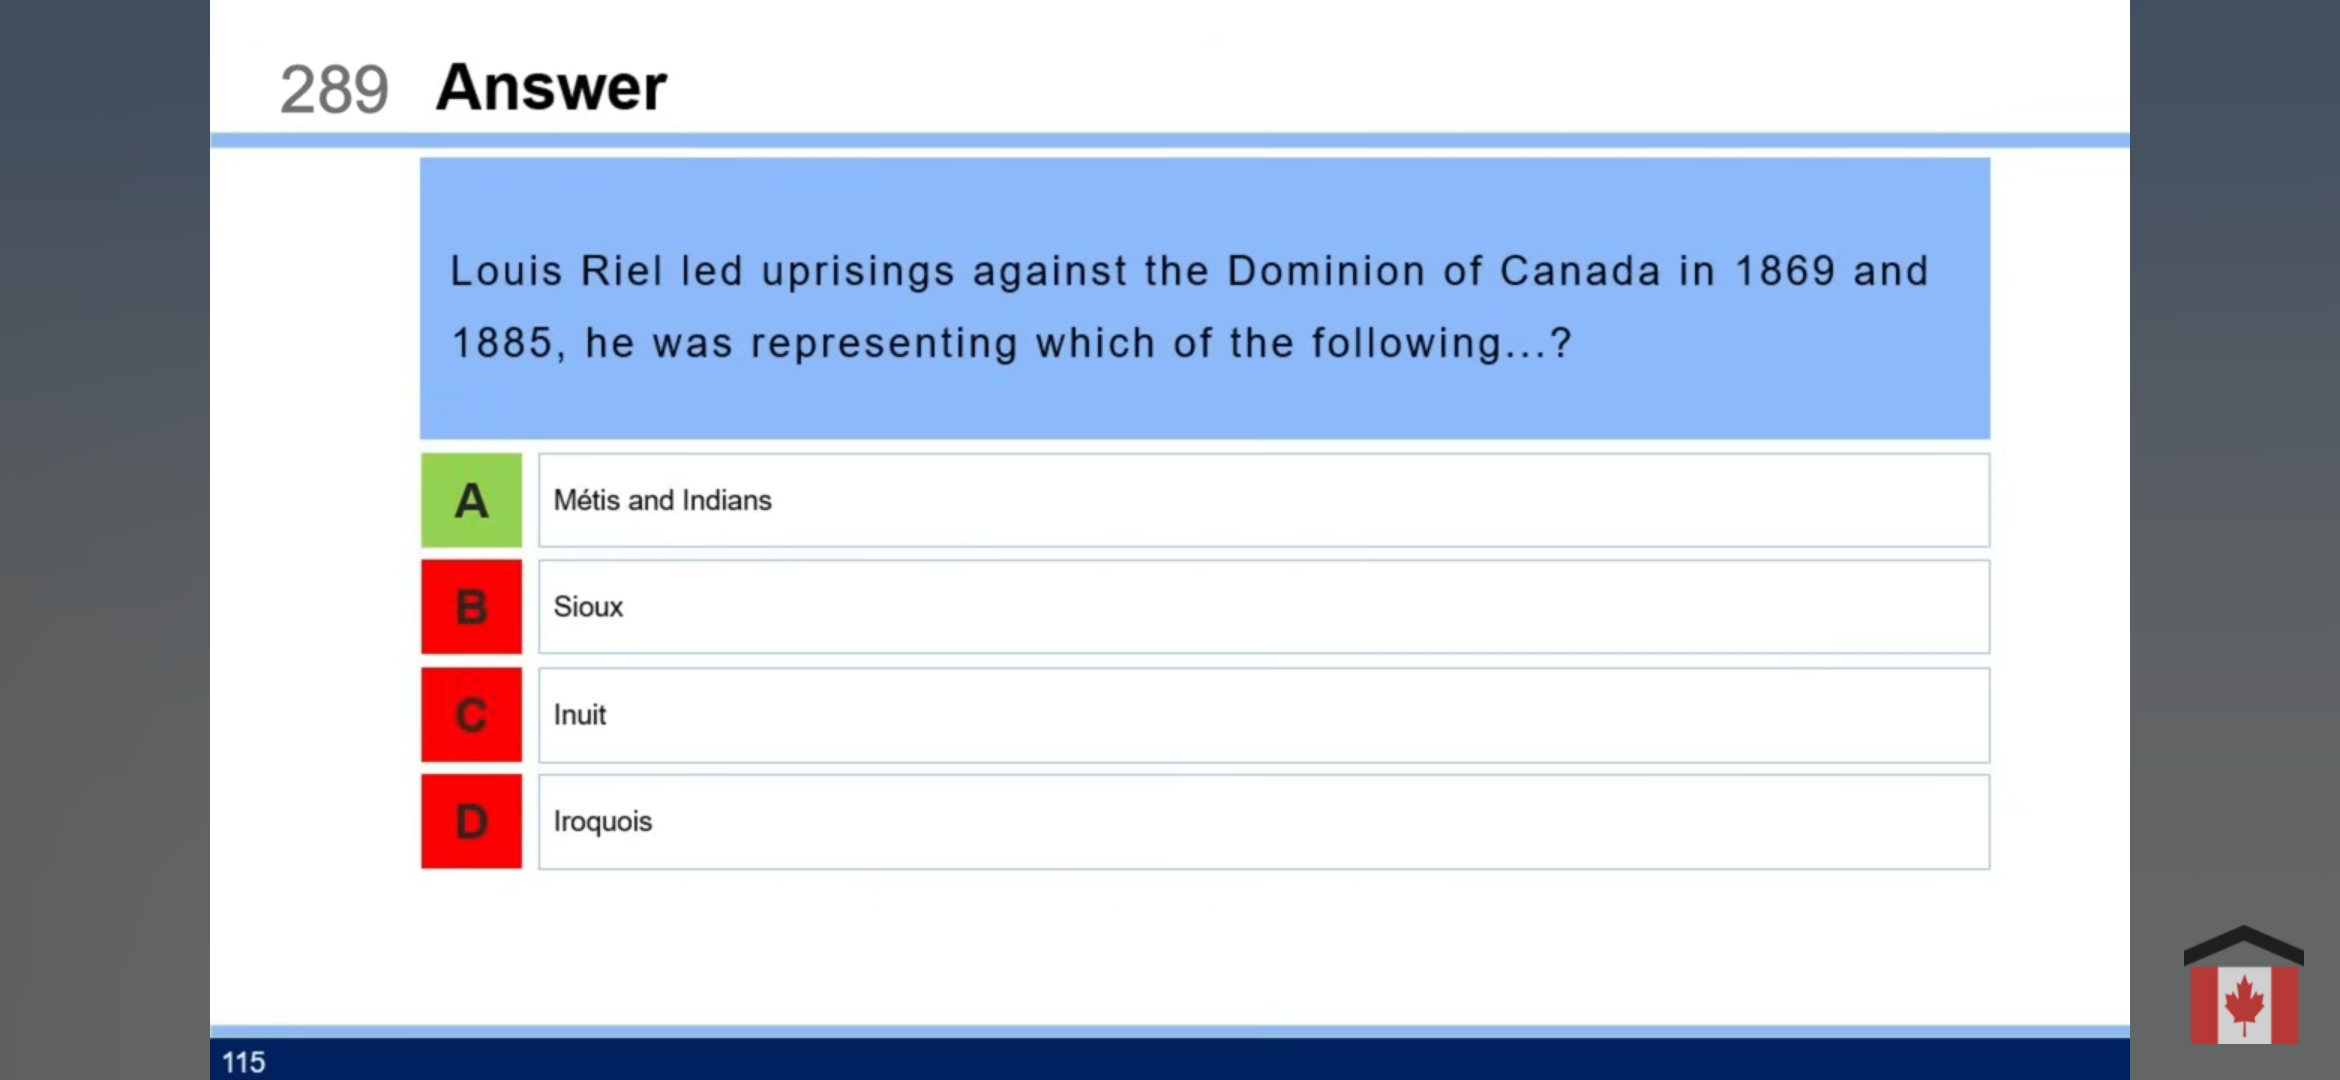 289 Answer
Louis Riel led uprisings against the Dominion of Canada in 1869 and
1885, he was representing which of the following...?
A Métis and Indians
B Sioux
C Inuit
D Iroquois
115